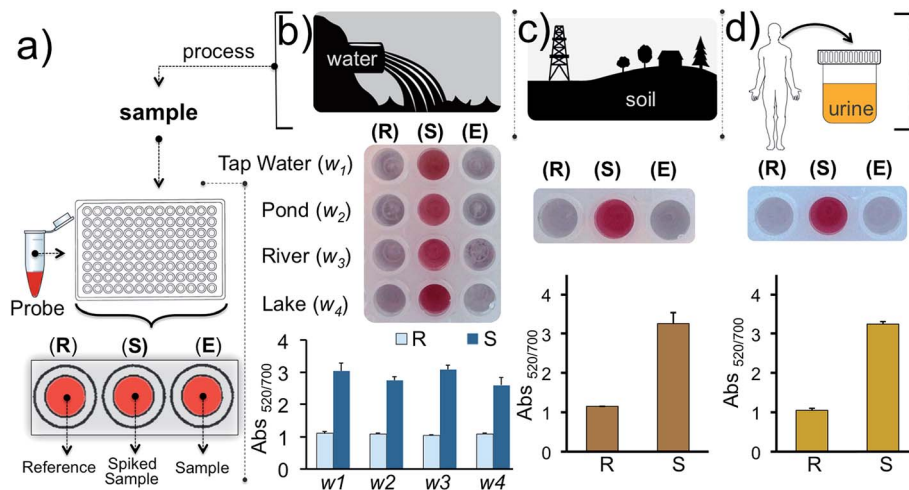 a)
process
sample
Probe
(R) (S) (E)
Reference
Spiked
Sample
Sample
b)
water
(R) (S) (E)
Tap Water (w1)
Pond (w2)
River (w3)
Lake (w4)
R S
Abs 520/700
4
3
2
1
0
w1 w2 w3 w4
c)
soil
(R) (S) (E)
Abs 520/700
4
3
2
1
0
R S
d)
urine
(R) (S) (E)
Abs 520/700
4
3
2
1
0
R S